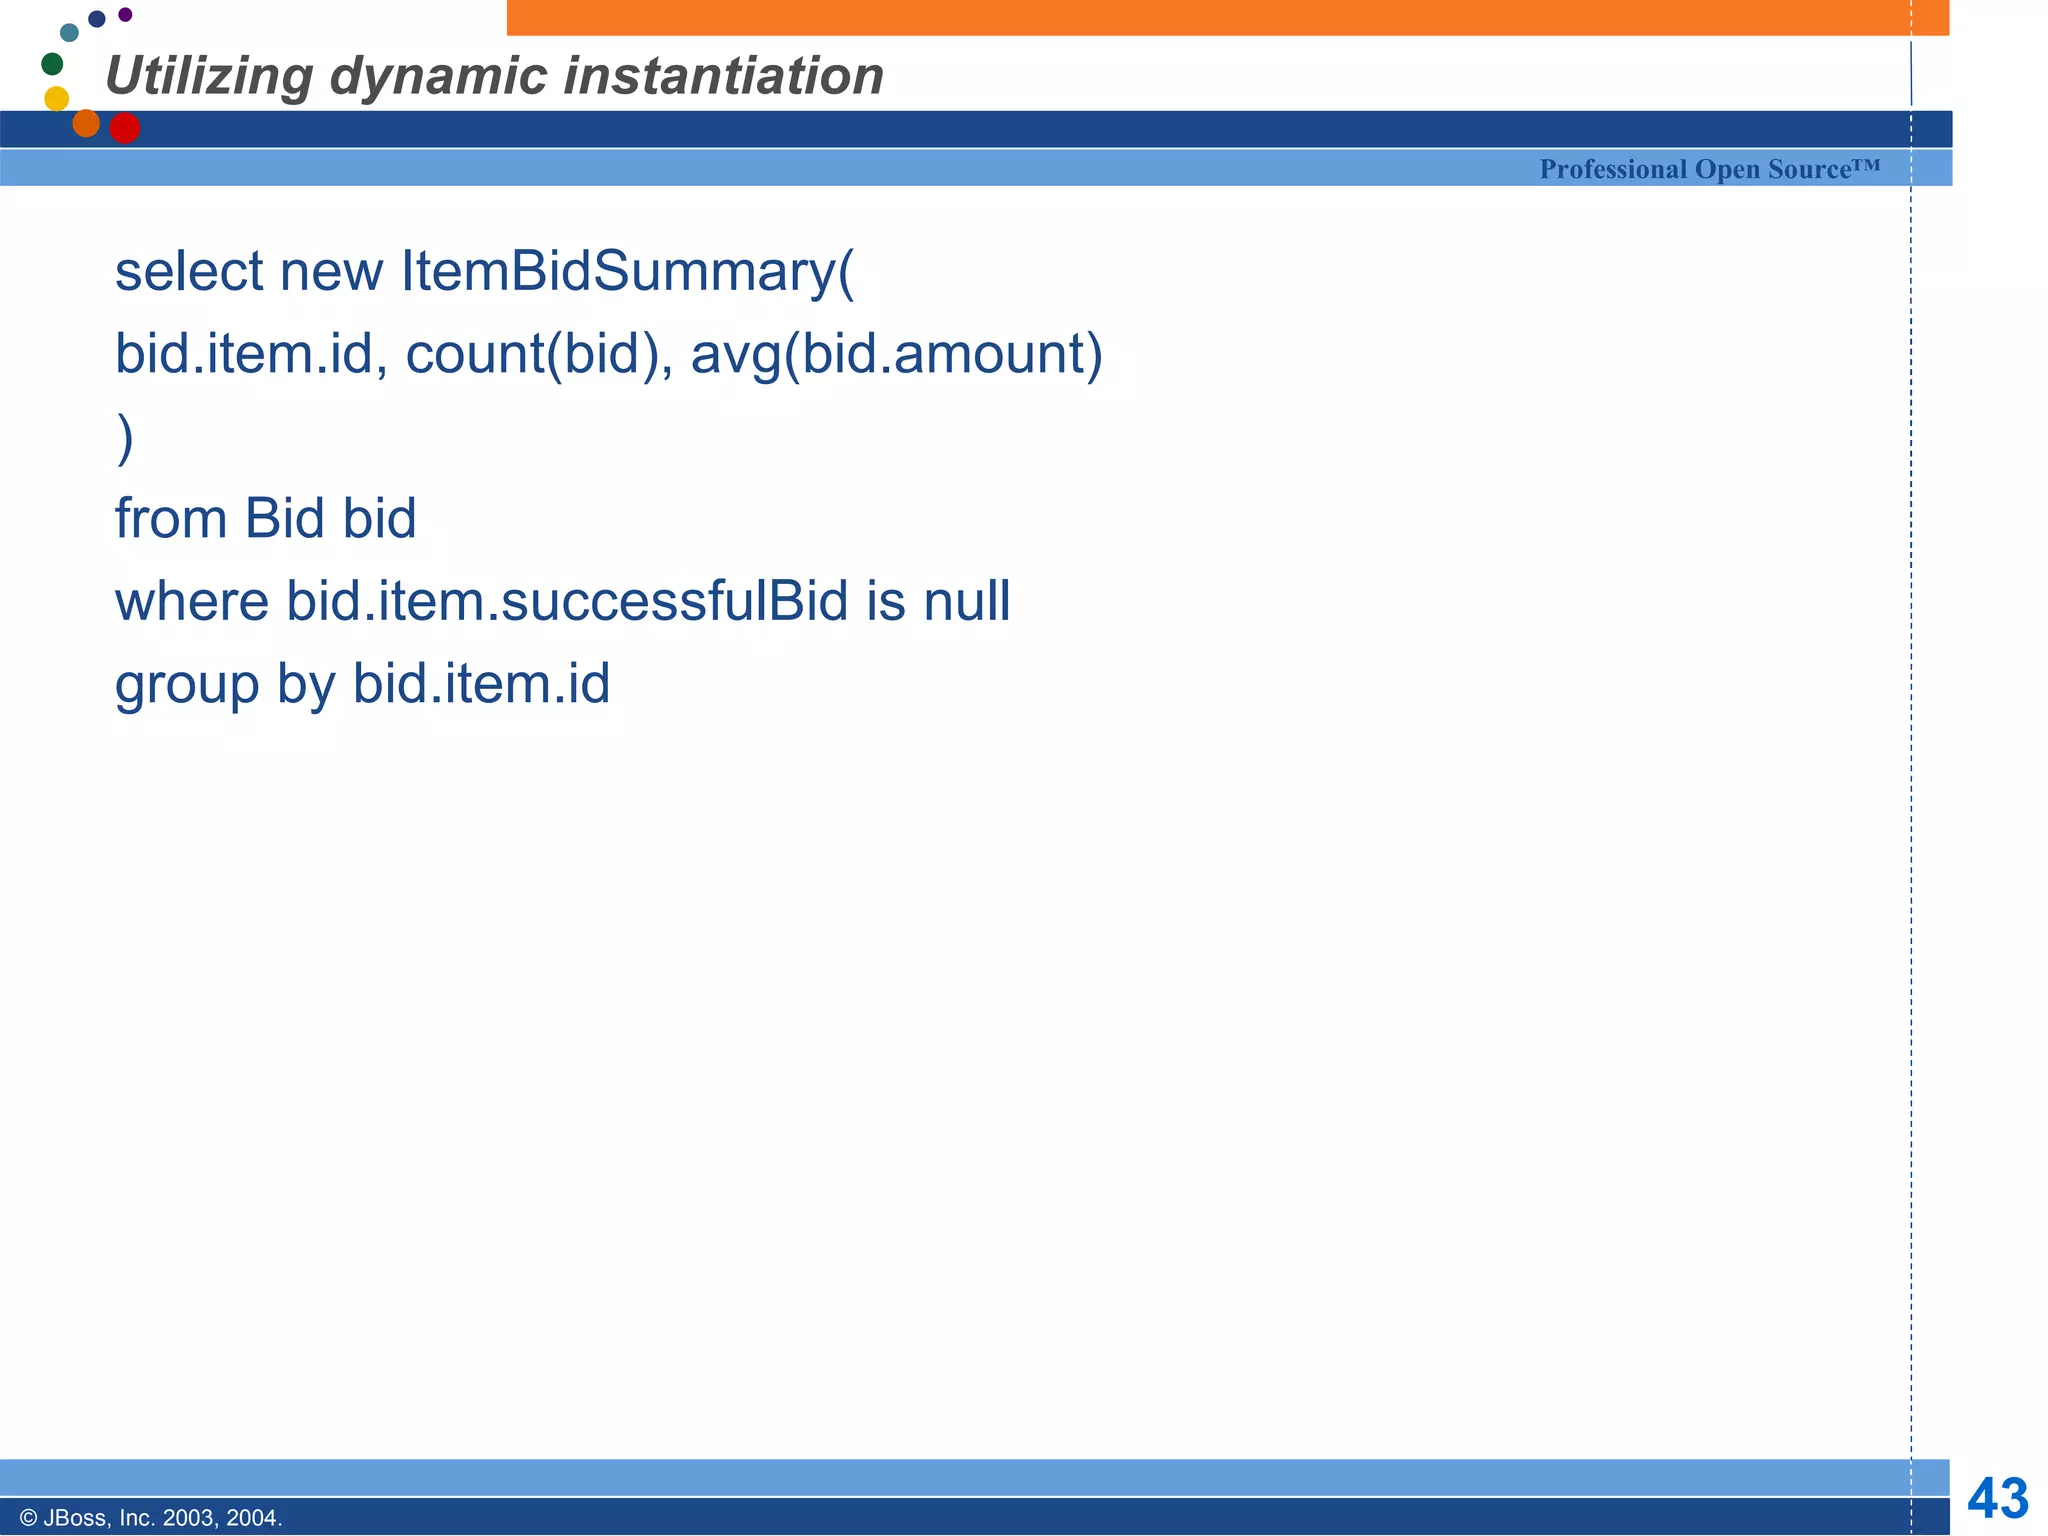 Utilizing dynamic instantiation
Professional Open Source™
select new ItemBidSummary(
bid.item.id, count(bid), avg(bid.amount)
)
from Bid bid
where bid.item.successfulBid is null
group by bid.item.id
© JBoss, Inc. 2003, 2004.
43